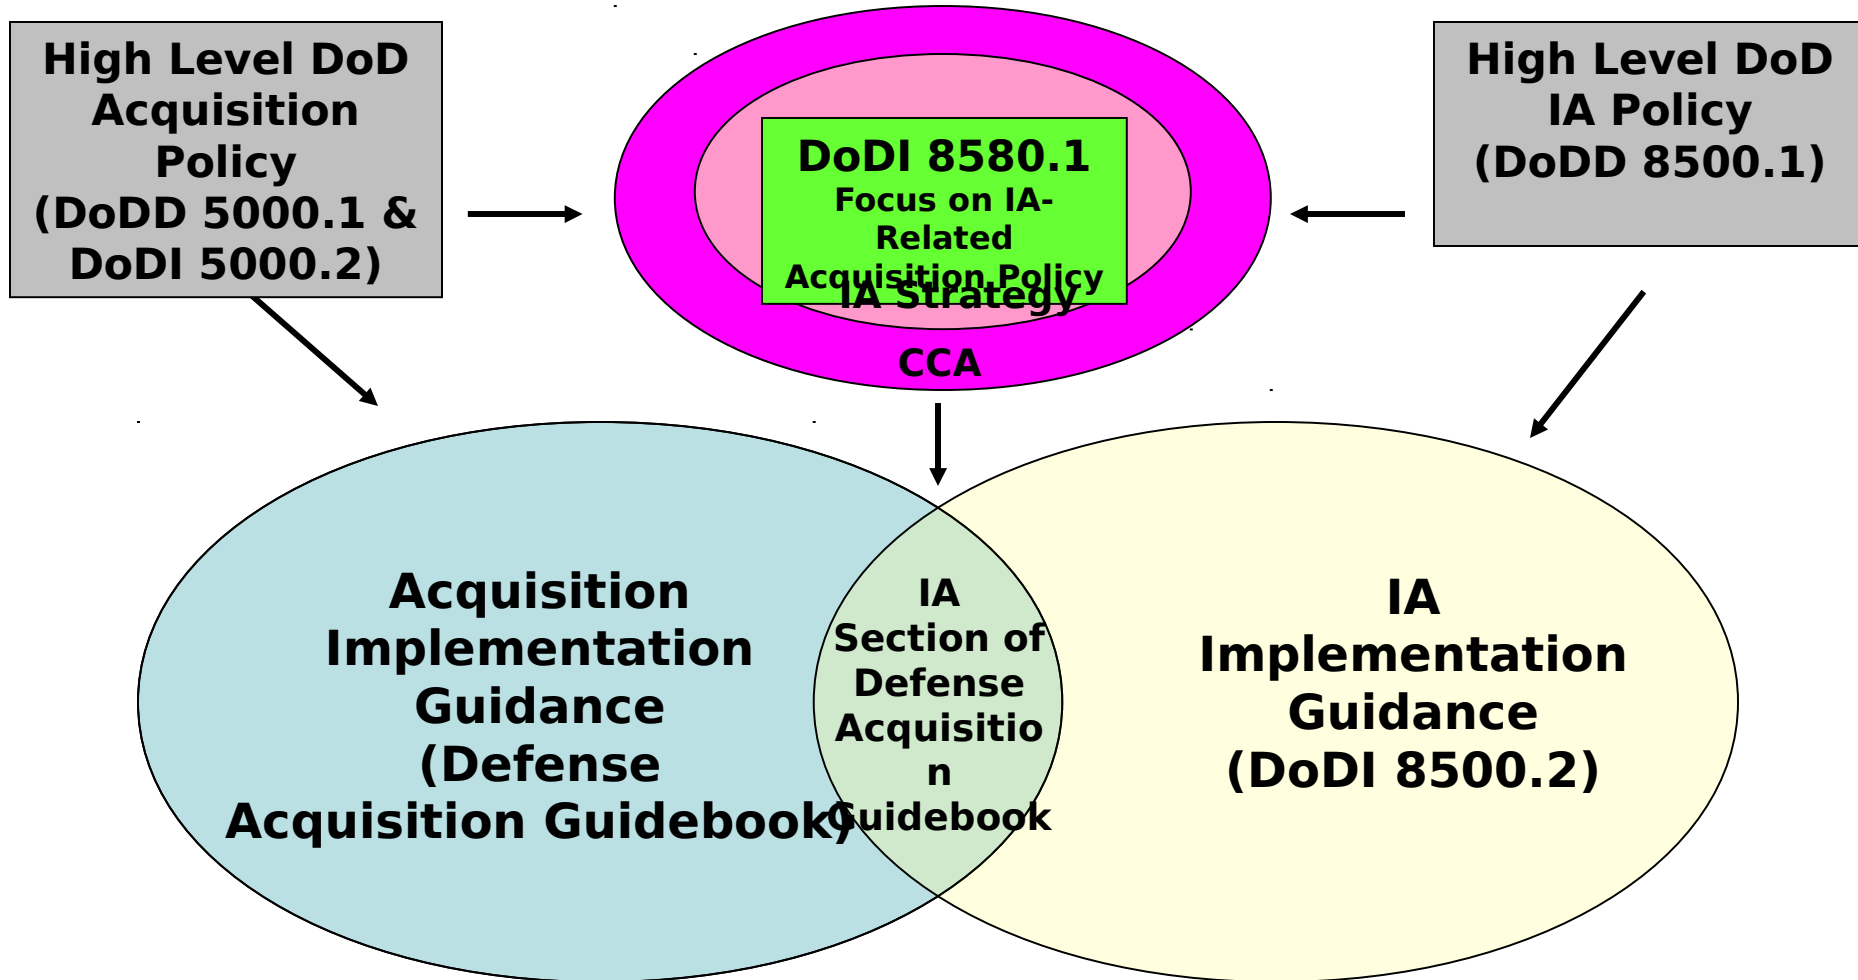 High Level DoD
Acquisition
Policy
(DoDD 5000.1 &
DoDI 5000.2)
DoDI 8580.1
Focus on IA-
Related
Acquisition Policy
IA Strategy
CCA
High Level DoD
IA Policy
(DoDD 8500.1)
Acquisition
Implementation
Guidance
(Defense
Acquisition Guidebook)
IA
Section of
Defense
Acquisitio
n
Guidebook
IA
Implementation
Guidance
(DoDI 8500.2)